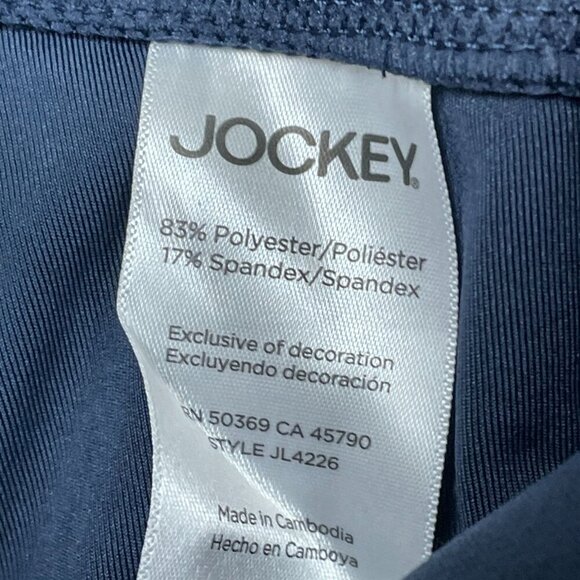 JOCKEY®
83% Polyester/Poliéster
17% Spandex/Spandex
Exclusive of decoration
Excluyendo decoración
RN 50369 CA 45790
STYLE JL4226
Made in Cambodia
Hecho en Camboya